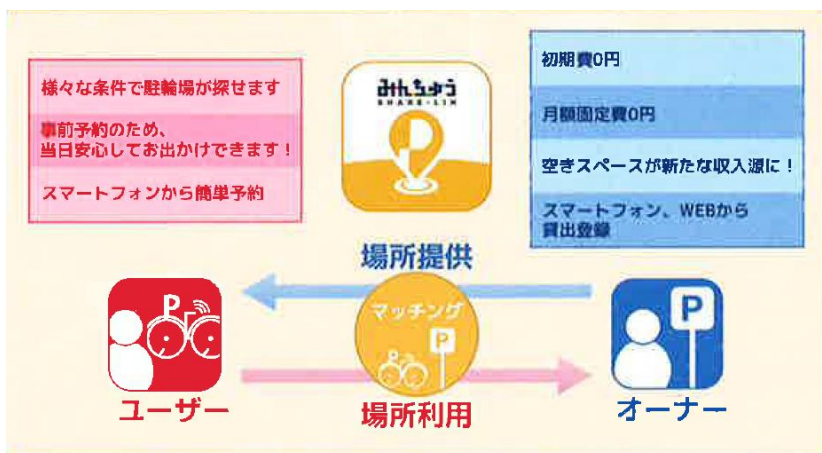 様々な条件で駐輪場が探せます
事前予約のため、
当日安心してお出かけできます！
スマートフォンから簡単予約
みんちゅう
SHARE-LIN
P
初期費0円
月額固定費0円
空きスペースが新たな収入源に！
スマートフォン、WEBから
貸出登録
場所提供
P
マッチング
P
P
ユーザー
場所利用
オーナー